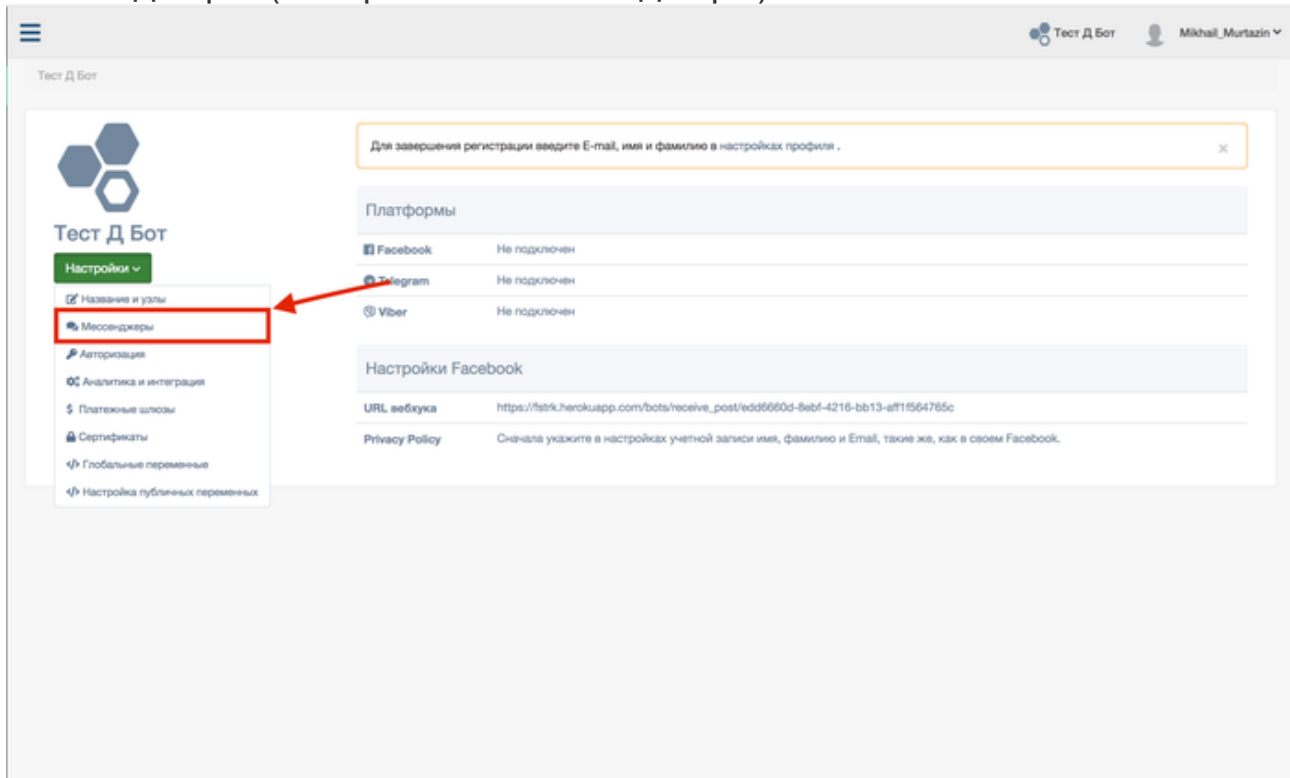 Тест Д Бот
Mikhail_Murtazin
Тест Д Бот
Тест Д Бот
Настройки
Название и узлы
Мессенджеры
Авторизация
Аналитика и интеграция
Платежные шлюзы
Сертификаты
</> Глобальные переменные
</> Настройка публичных переменных
Для завершения регистрации введите E-mail, имя и фамилию в настройках профиля .
Платформы
Facebook Не подключен
Telegram Не подключен
Viber Не подключен
Настройки Facebook
URL вебхука https://fstrk.herokuapp.com/bots/receive_post/edd6660d-8ebf-4216-bb13-aff1f564765c
Privacy Policy Сначала укажите в настройках учетной записи имя, фамилию и Email, такие же, как в своем Facebook.